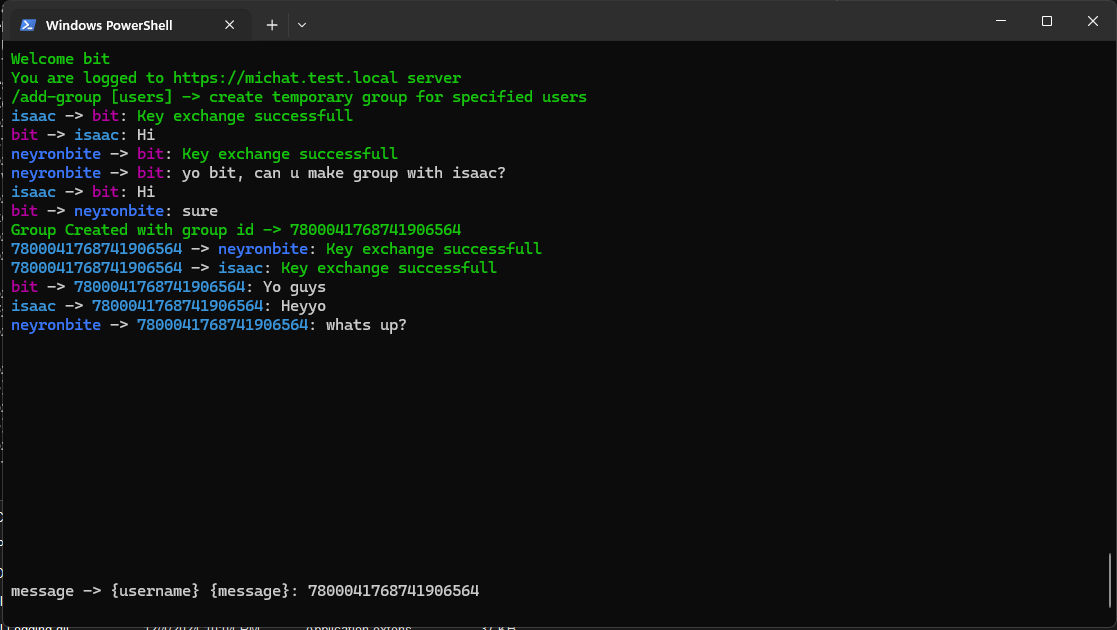 Windows PowerShell
Welcome bit
You are logged to https://michat.test.local server
/add-group [users] -> create temporary group for specified users
isaac -> bit: Key exchange successfull
bit -> isaac: Hi
neyronbite -> bit: Key exchange successfull
neyronbite -> bit: yo bit, can u make group with isaac?
isaac -> bit: Hi
bit -> neyronbite: sure
Group Created with group id -> 7800041768741906564
7800041768741906564 -> neyronbite: Key exchange successfull
7800041768741906564 -> isaac: Key exchange successfull
bit -> 7800041768741906564: Yo guys
isaac -> 7800041768741906564: Heyyo
neyronbite -> 7800041768741906564: whats up?
message -> {username} {message}: 7800041768741906564